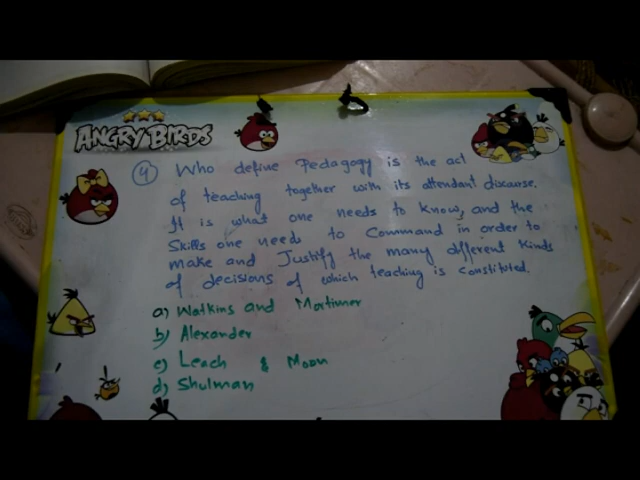 ANGRY BIRDS
4 Who define Pedagogy is the act
of teaching together with its attendant discourse.
It is what one needs to know, and the
Skills one need to Command in order to
make and Justify the many different Kinds
of decisions of which teaching is constituted.
a) Watkins and Mortimer
b) Alexander
c) Leach & Moon
d) Shulman